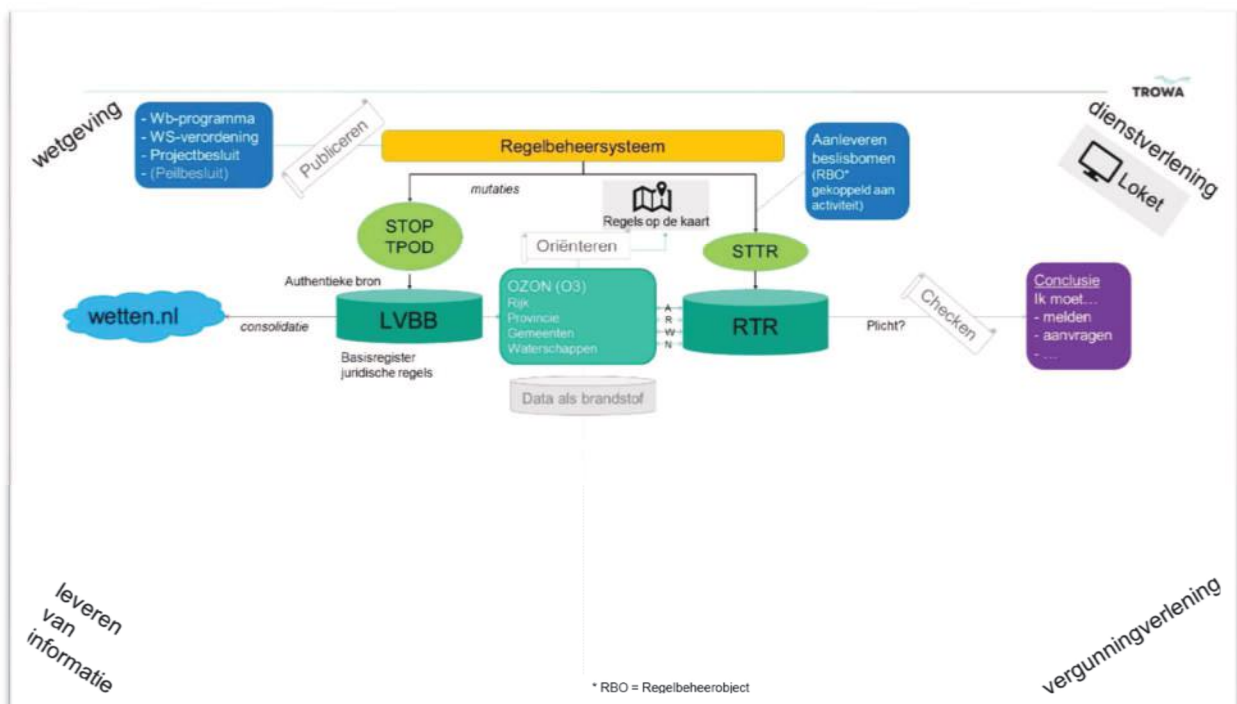 TROWA
wetgeving
- Wb-programma
- WS-verordening
- Projectbesluit
- (Peilbesluit)
Publiceren
Regelbeheersysteem
Aanleveren
beslisbomen
(RBO*
gekoppeld aan
activiteit)
dienstverlening
Loket
mutaties
Regels op de kaart
STOP
TPOD
Oriënteren
STTR
Authentieke bron
wetten.nl
consolidatie
LVBB
OZON (O3)
Rijk
Provincie
Gemeenten
Waterschappen
A
R
W
N
RTR
Plicht?
Checken
Conclusie
Ik moet...
- melden
- aanvragen
- ...
Basisregister
juridische regels
Data als brandstof
leveren
van
informatie
vergunningverlening
* RBO = Regelbeheerobject